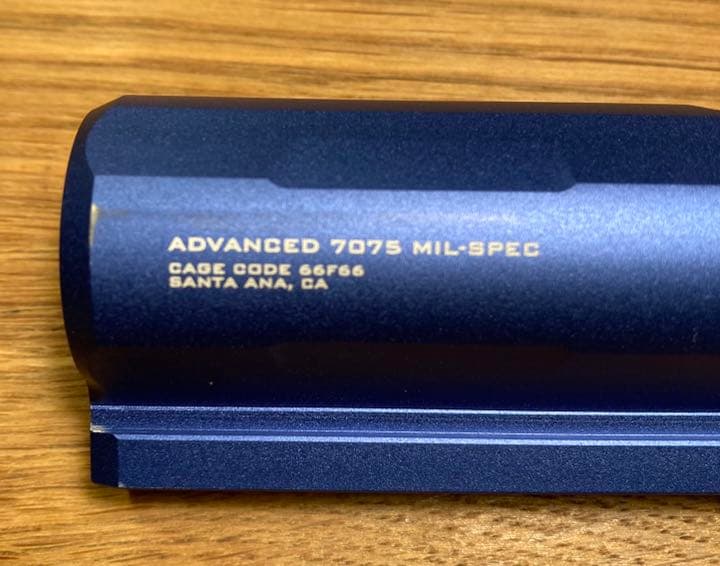 ADVANCED 7075 MIL-SPEC
CAGE CODE 66F66
SANTA ANA, CA